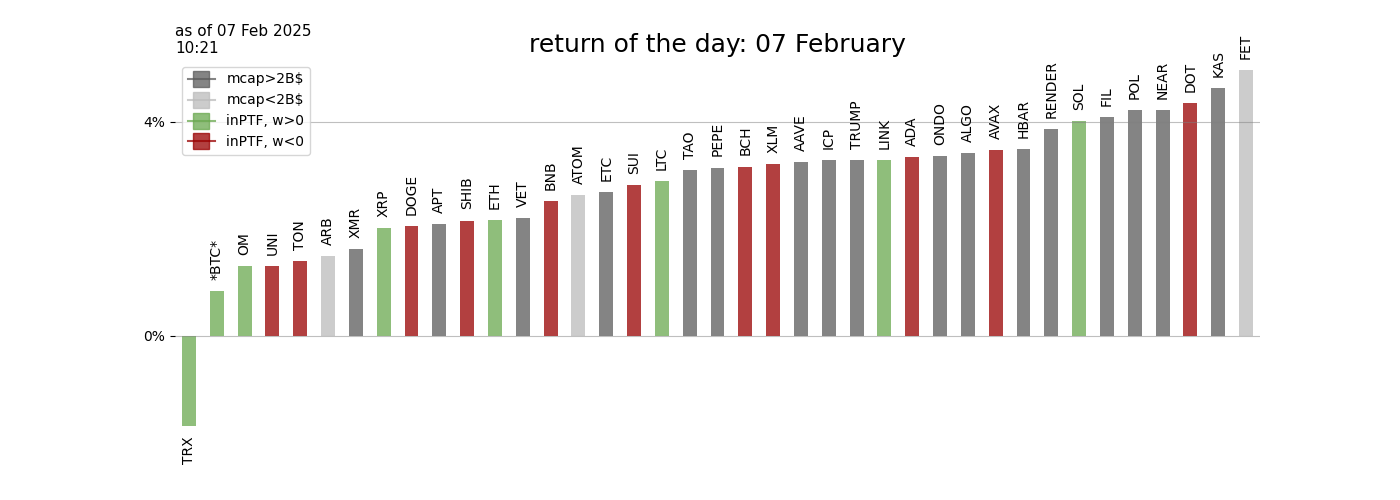 as of 07 Feb 2025
10:21
return of the day: 07 February
mcap>2B$
mcap<2B$
inPTF, w>0
inPTF, w<0
4%
0%
TRX
*BTC*
OM
UNI
TON
ARB
XMR
XRP
DOGE
APT
SHIB
ETH
VET
BNB
ATOM
ETC
SUI
LTC
TAO
PEPE
BCH
XLM
AAVE
ICP
TRUMP
LINK
ADA
ONDO
ALGO
AVAX
HBAR
RENDER
SOL
FIL
POL
NEAR
DOT
KAS
FET